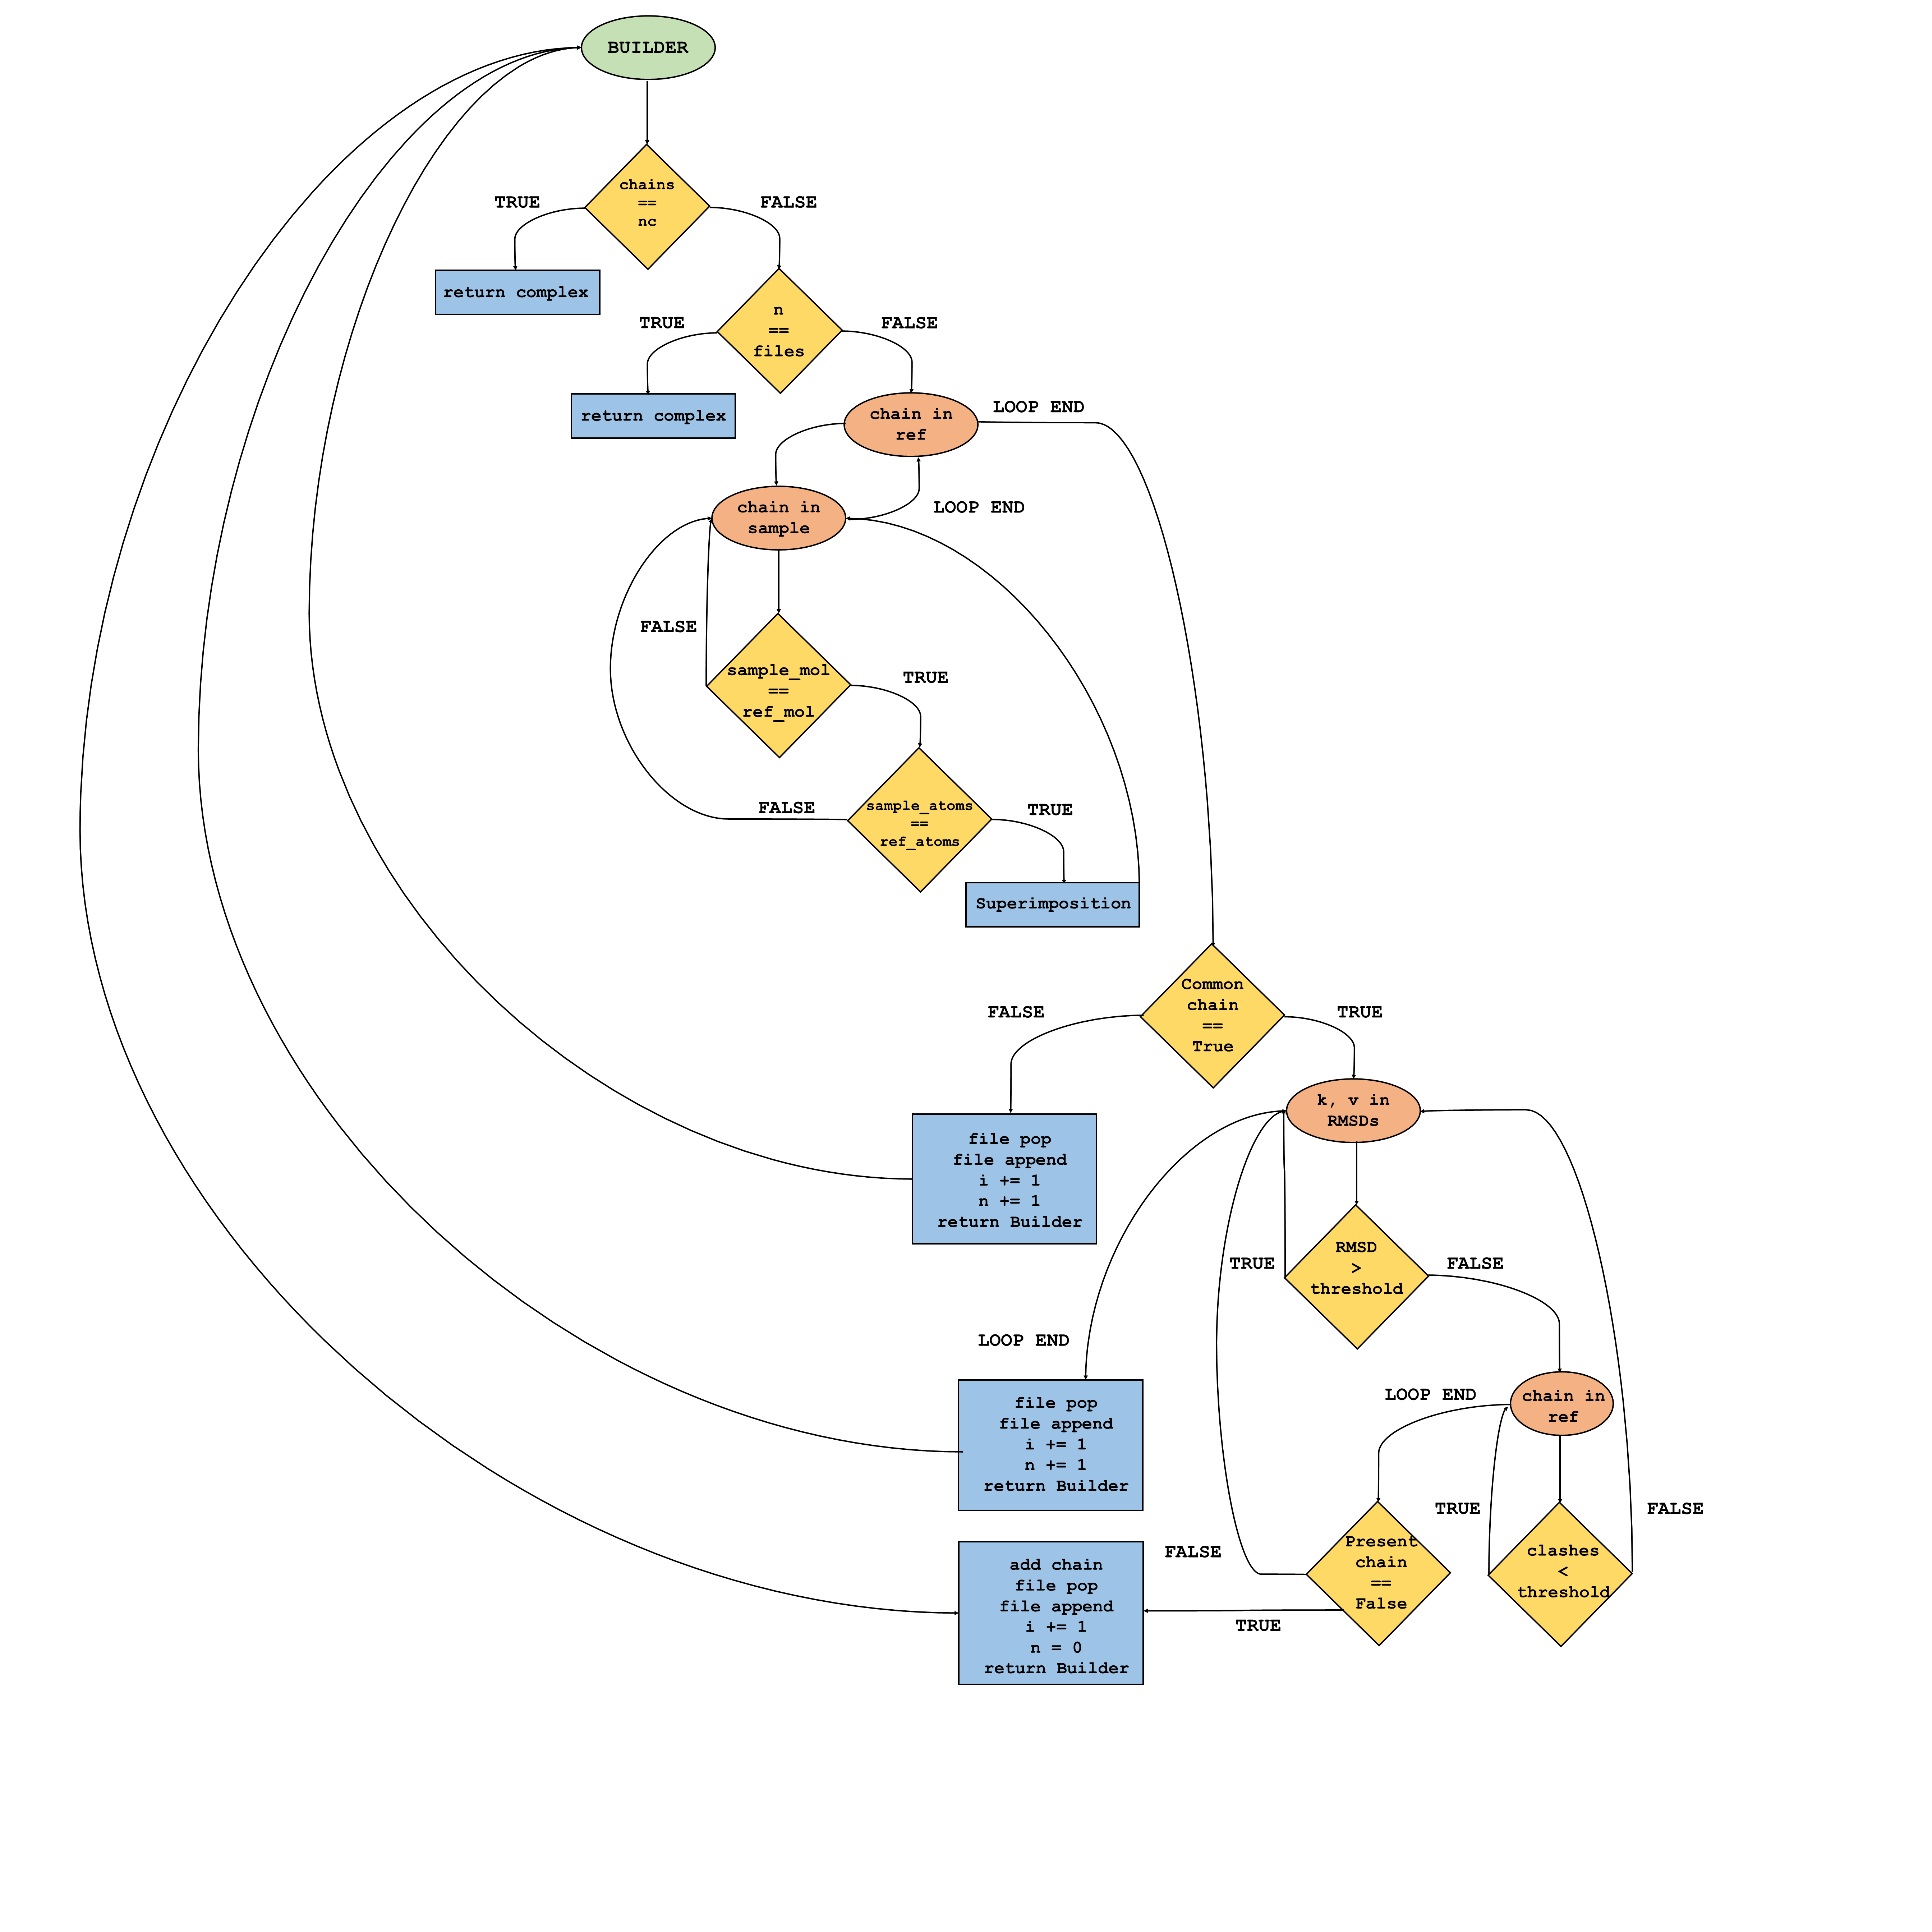 BUILDER
chains
==
nc
TRUE
FALSE
return complex
n
==
files
TRUE
FALSE
return complex
chain in
ref
LOOP END
chain in
sample
LOOP END
FALSE
sample_mol
==
ref_mol
TRUE
FALSE
sample_atoms
==
ref_atoms
TRUE
Superimposition
Common
chain
==
True
FALSE
TRUE
k, v in
RMSDs
file pop
file append
i += 1
n += 1
return Builder
TRUE
RMSD
>
threshold
FALSE
LOOP END
chain in
ref
LOOP END
file pop
file append
i += 1
n += 1
return Builder
TRUE
FALSE
Present
chain
==
False
clashes
<
threshold
FALSE
TRUE
add chain
file pop
file append
i += 1
n = 0
return Builder